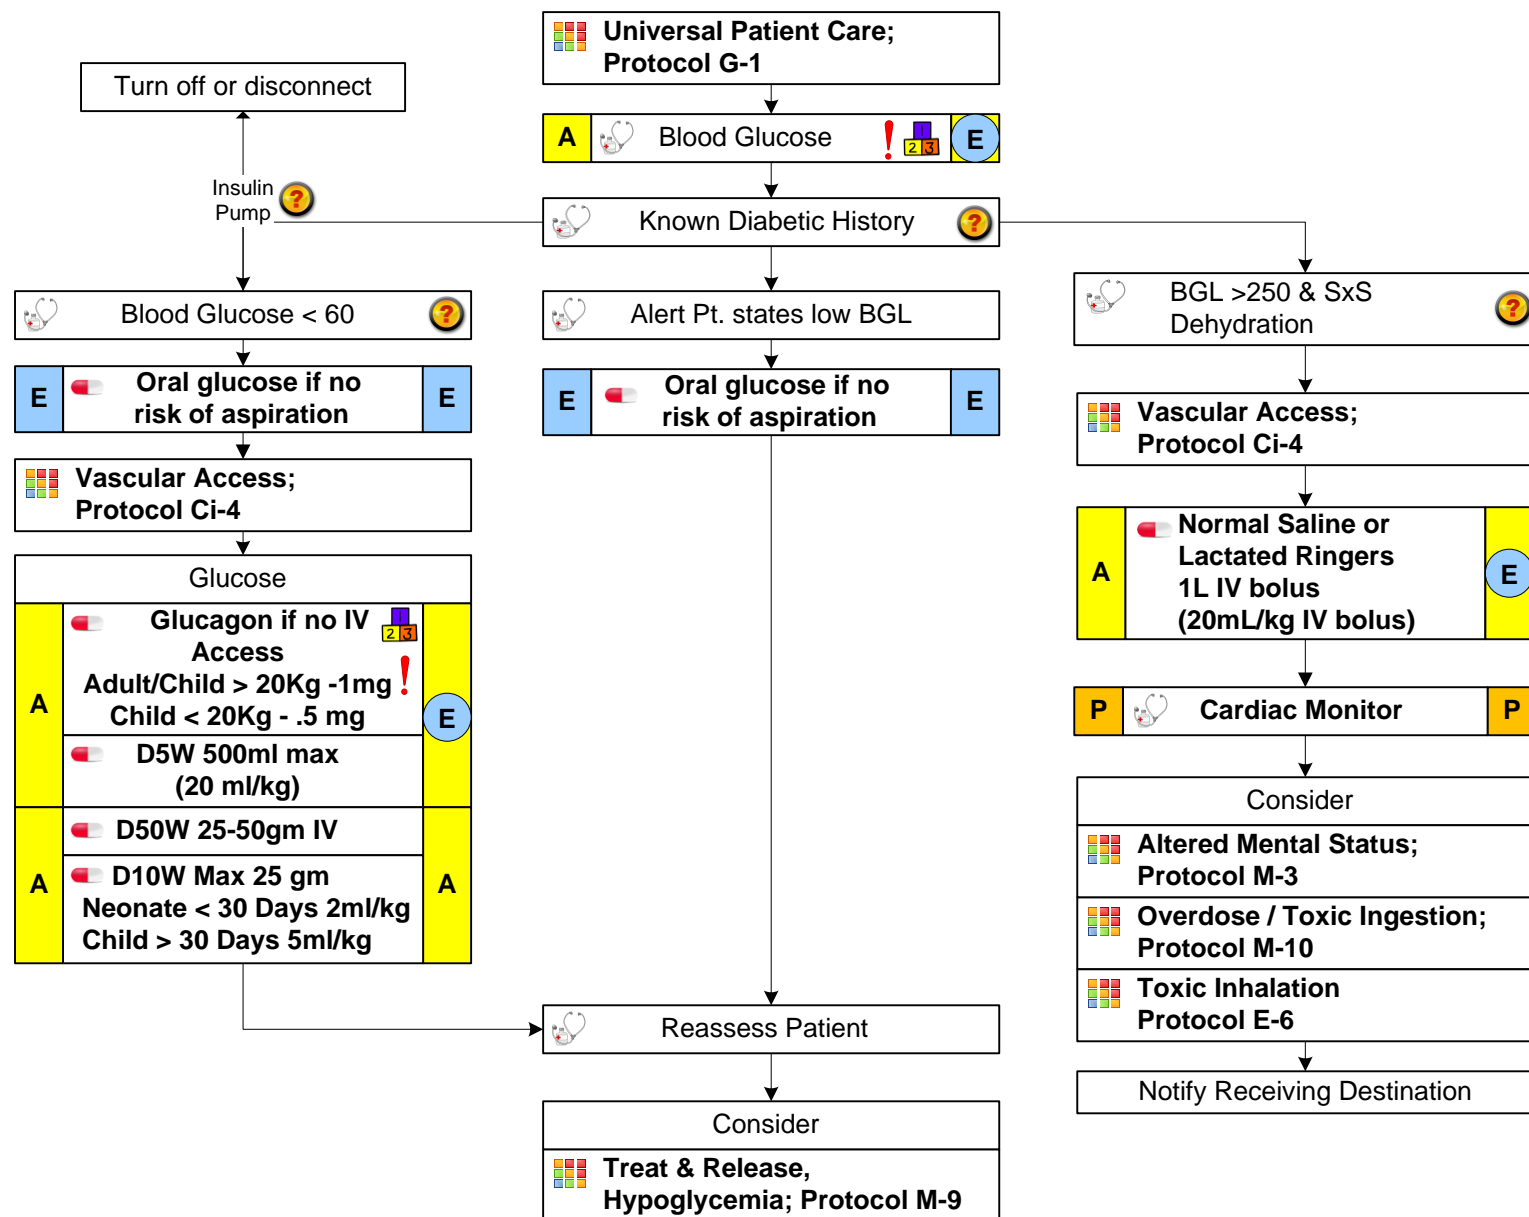 Universal Patient Care;
Protocol G-1
Turn off or disconnect
A
Blood Glucose
!
1
2 3
E
Insulin
Pump
?
Known Diabetic History
?
Blood Glucose < 60
?
Alert Pt. states low BGL
BGL >250 & SxS
Dehydration
?
E
Oral glucose if no
risk of aspiration
E
E
Oral glucose if no
risk of aspiration
E
Vascular Access;
Protocol Ci-4
Vascular Access;
Protocol Ci-4
Glucose
A
Glucagon if no IV
Access
Adult/Child > 20Kg -1mg
Child < 20Kg - .5 mg
1
2 3
!
E
D5W 500ml max
(20 ml/kg)
A
D50W 25-50gm IV
D10W Max 25 gm
Neonate < 30 Days 2ml/kg
Child > 30 Days 5ml/kg
A
A
Normal Saline or
Lactated Ringers
1L IV bolus
(20mL/kg IV bolus)
E
P
Cardiac Monitor
P
Consider
Altered Mental Status;
Protocol M-3
Overdose / Toxic Ingestion;
Protocol M-10
Toxic Inhalation
Protocol E-6
Notify Receiving Destination
Reassess Patient
Consider
Treat & Release,
Hypoglycemia; Protocol M-9